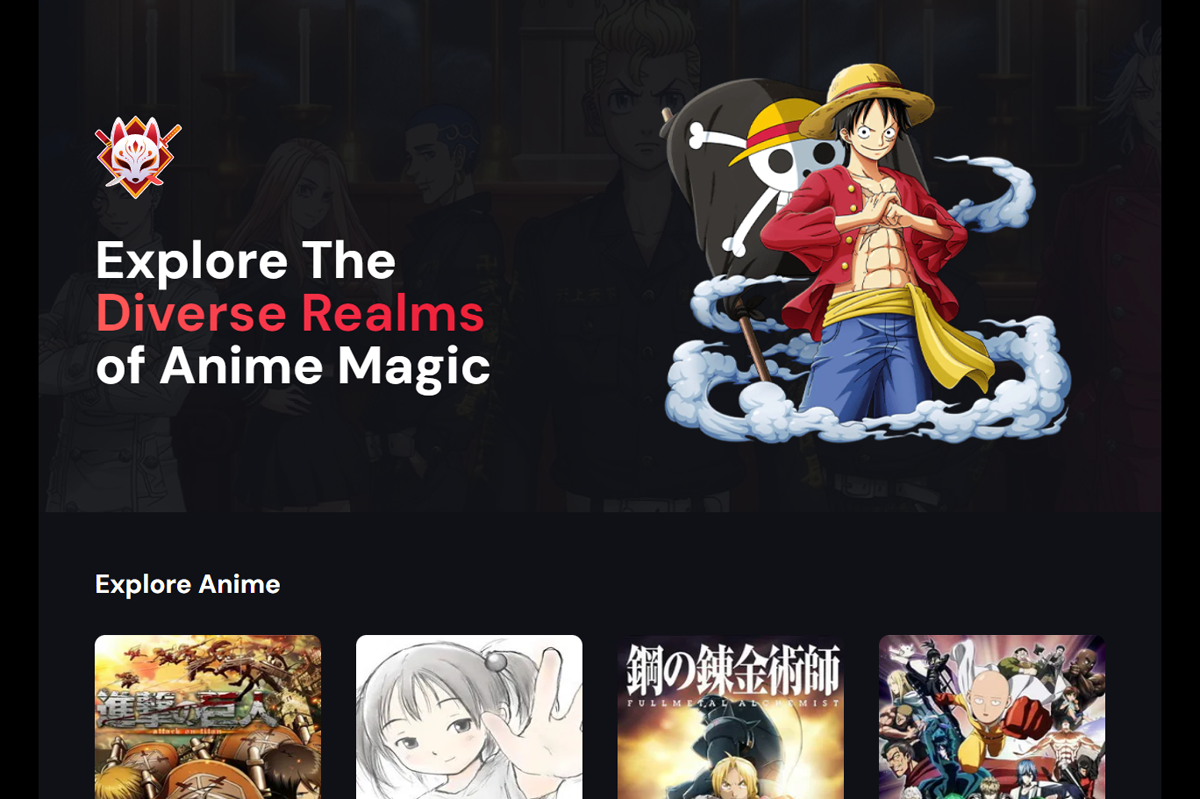 Explore The
Diverse Realms
of Anime Magic
Explore Anime
進撃の巨人
attack on titan
鋼の錬金術師
FULLMETAL ALCHEMIST